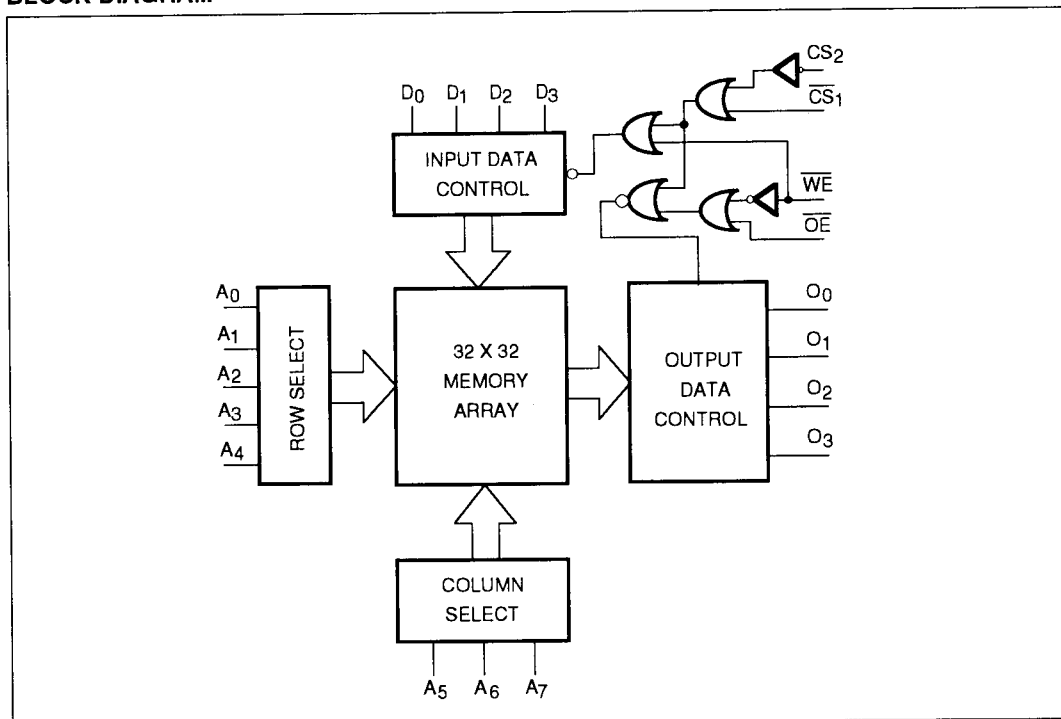 CS2
CS1
D0 D1 D2 D3
INPUT DATA
CONTROL
WE
OE
A0
A1
A2
A3
A4
ROW SELECT
32 X 32
MEMORY
ARRAY
OUTPUT
DATA
CONTROL
O0
O1
O2
O3
COLUMN
SELECT
A5 A6 A7